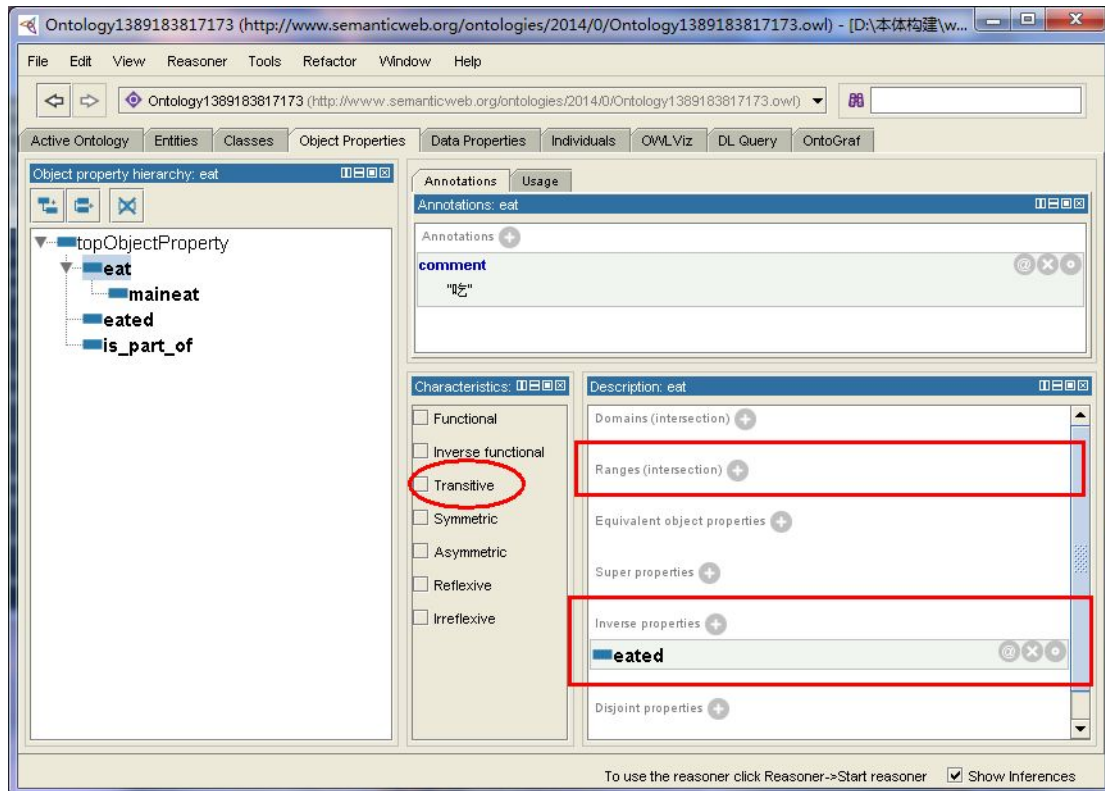 Ontology1389183817173 (http://www.semanticweb.org/ontologies/2014/0/Ontology1389183817173.owl) - [D:\本体构建\w...
File Edit View Reasoner Tools Refactor Window Help
Ontology1389183817173 (http://www.semanticweb.org/ontologies/2014/0/Ontology1389183817173.owl)
Active Ontology Entities Classes Object Properties Data Properties Individuals OWLViz DL Query OntoGraf
Object property hierarchy: eat
topObjectProperty
eat
maineat
eated
is_part_of
Annotations Usage
Annotations: eat
Annotations
comment
"吃"
Characteristics:
Functional
Inverse functional
Transitive
Symmetric
Asymmetric
Reflexive
Irreflexive
Description: eat
Domains (intersection)
Ranges (intersection)
Equivalent object properties
Super properties
Inverse properties
eated
Disjoint properties
To use the reasoner click Reasoner->Start reasoner Show Inferences